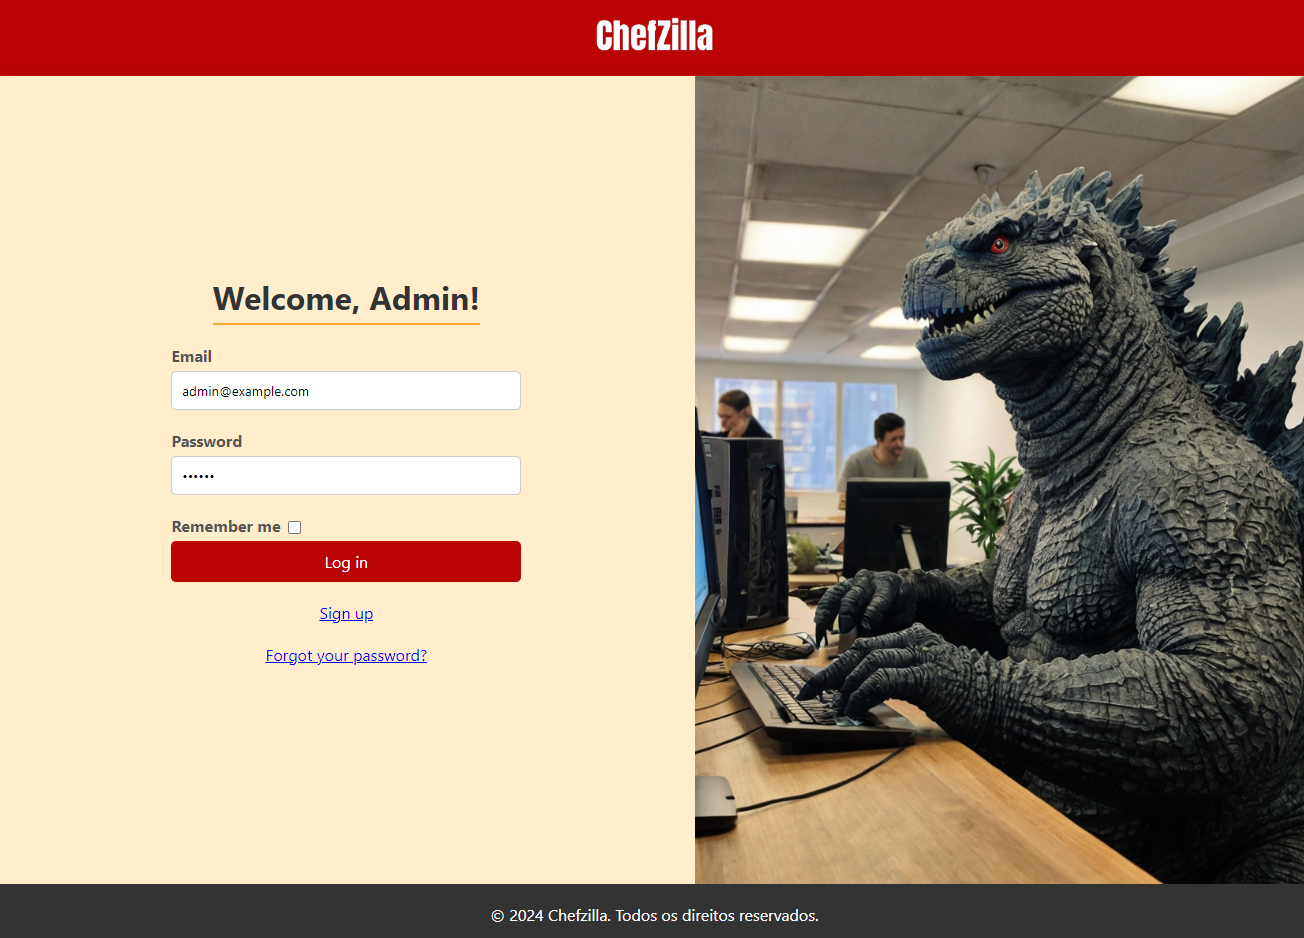 ChefZilla
Welcome, Admin!
Email
admin@example.com
Password
••••••
Remember me
Log in
Sign up
Forgot your password?
© 2024 Chefzilla. Todos os direitos reservados.